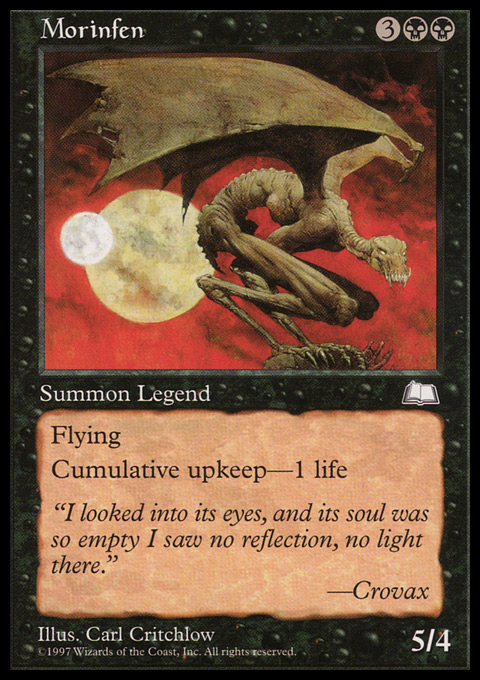 Morinfen 3
Summon Legend
Flying
Cumulative upkeep—1 life
“I looked into its eyes, and its soul was
so empty I saw no reflection, no light
there.”
—Crovax
Illus. Carl Critchlow
5/4
©1997 Wizards of the Coast, Inc. All rights reserved.